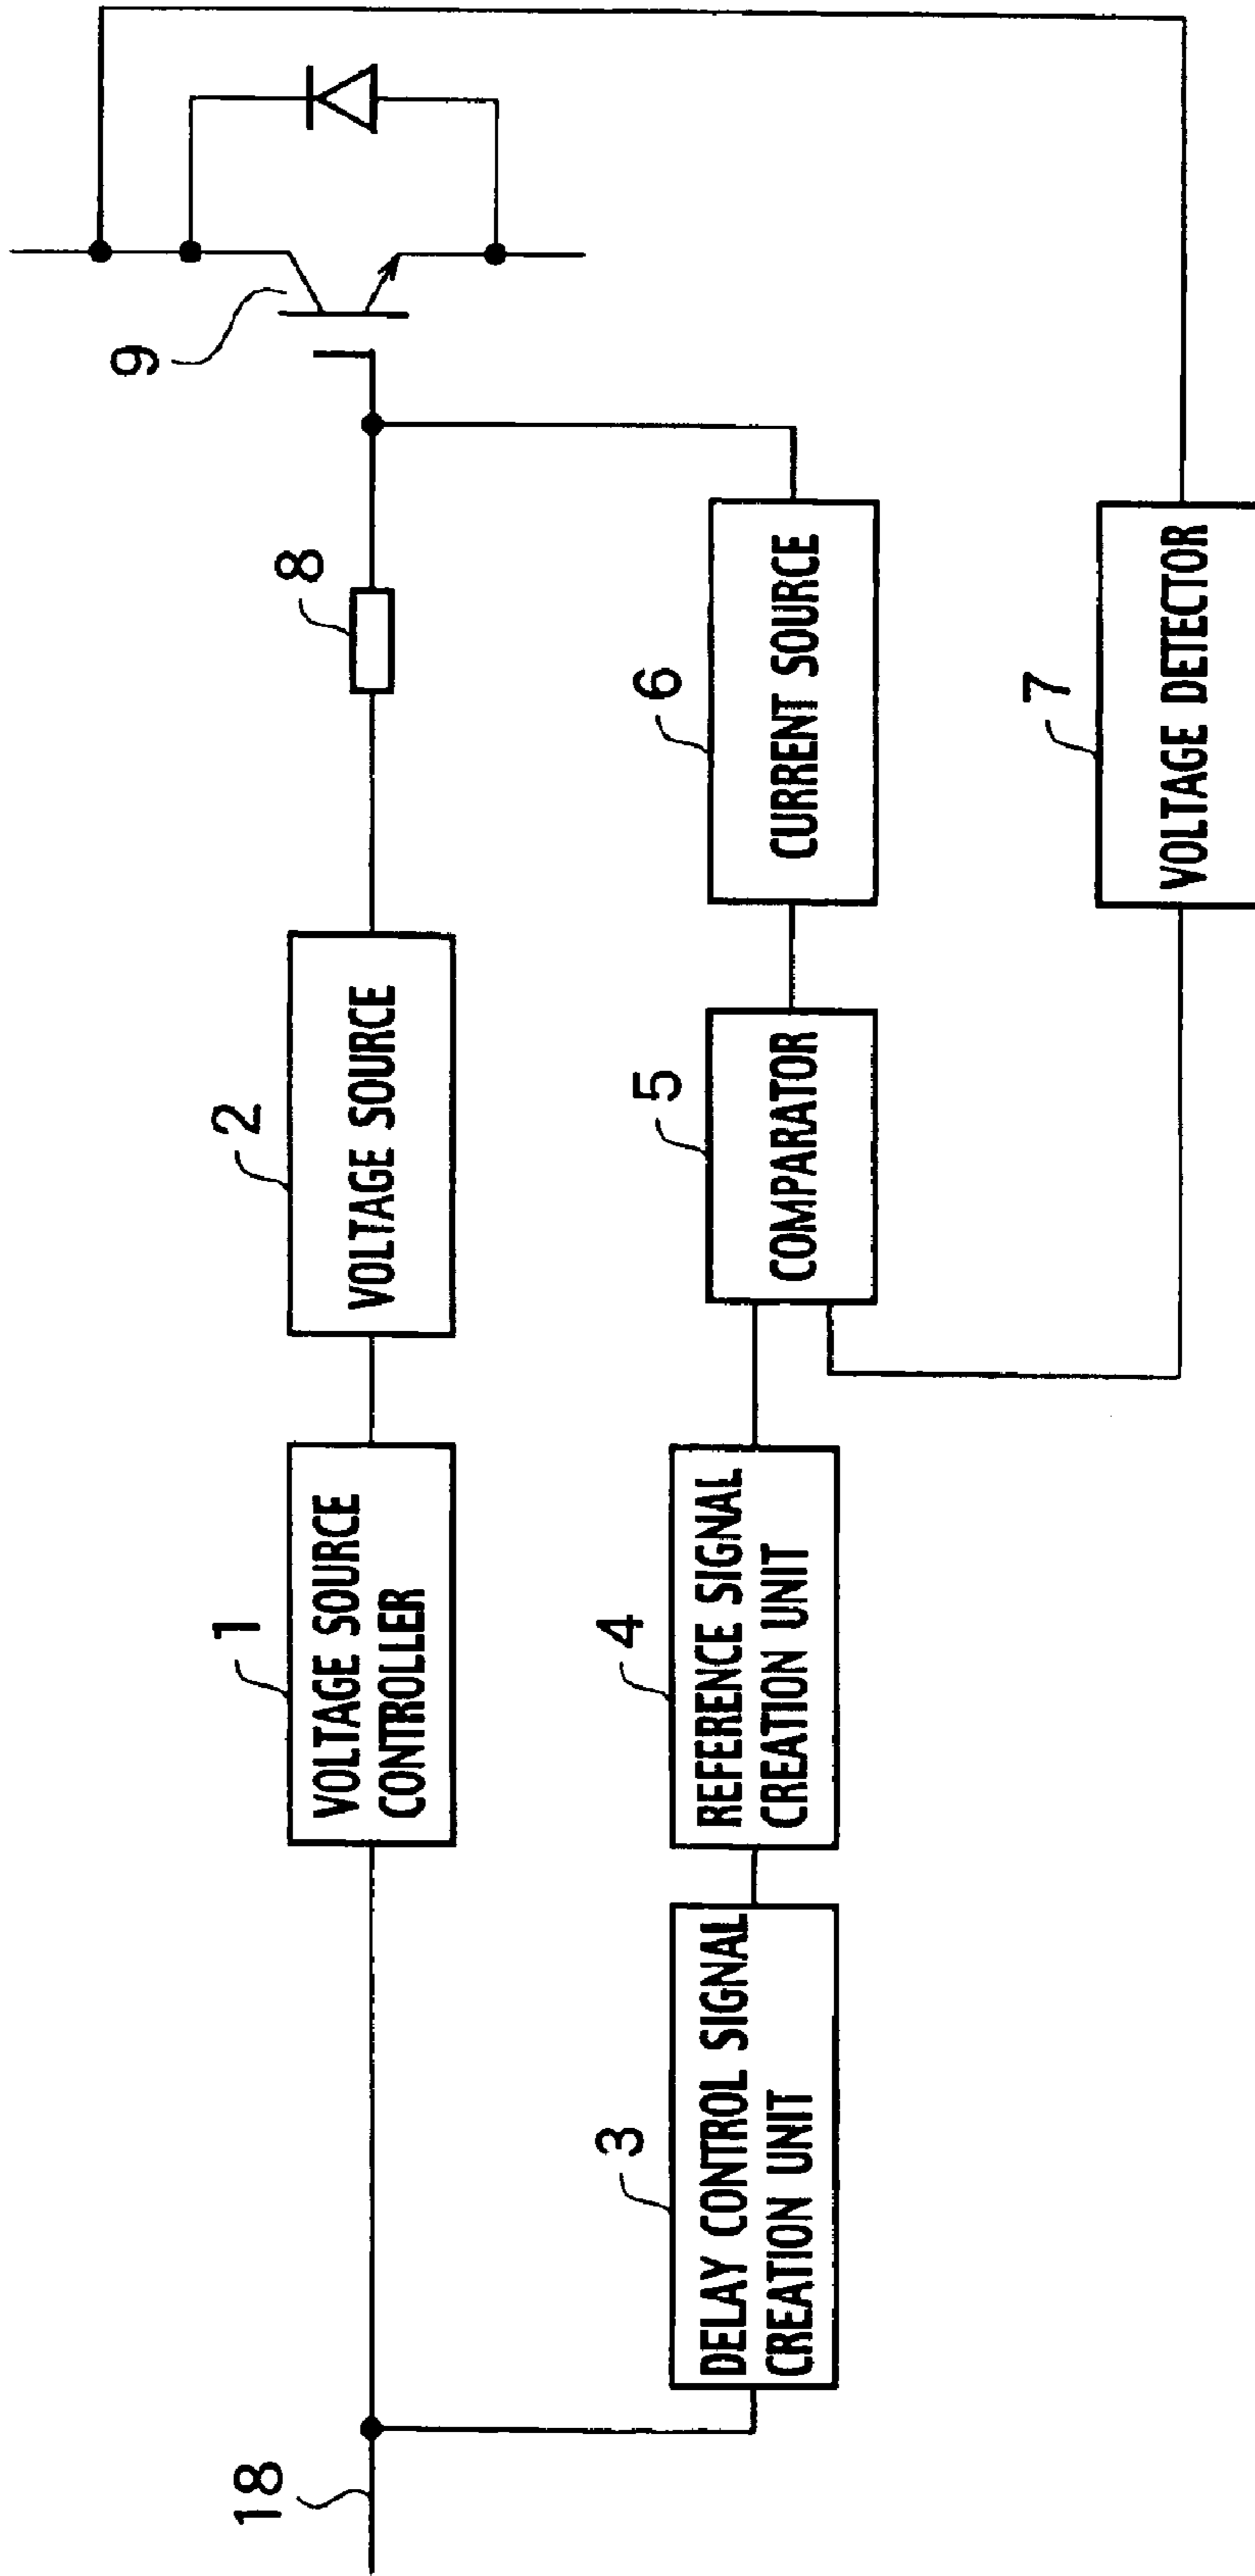 9
8
1
VOLTAGE SOURCE
CONTROLLER
2
VOLTAGE SOURCE
18
3
DELAY CONTROL SIGNAL
CREATION UNIT
4
REFERENCE SIGNAL
CREATION UNIT
5
COMPARATOR
6
CURRENT SOURCE
7
VOLTAGE DETECTOR